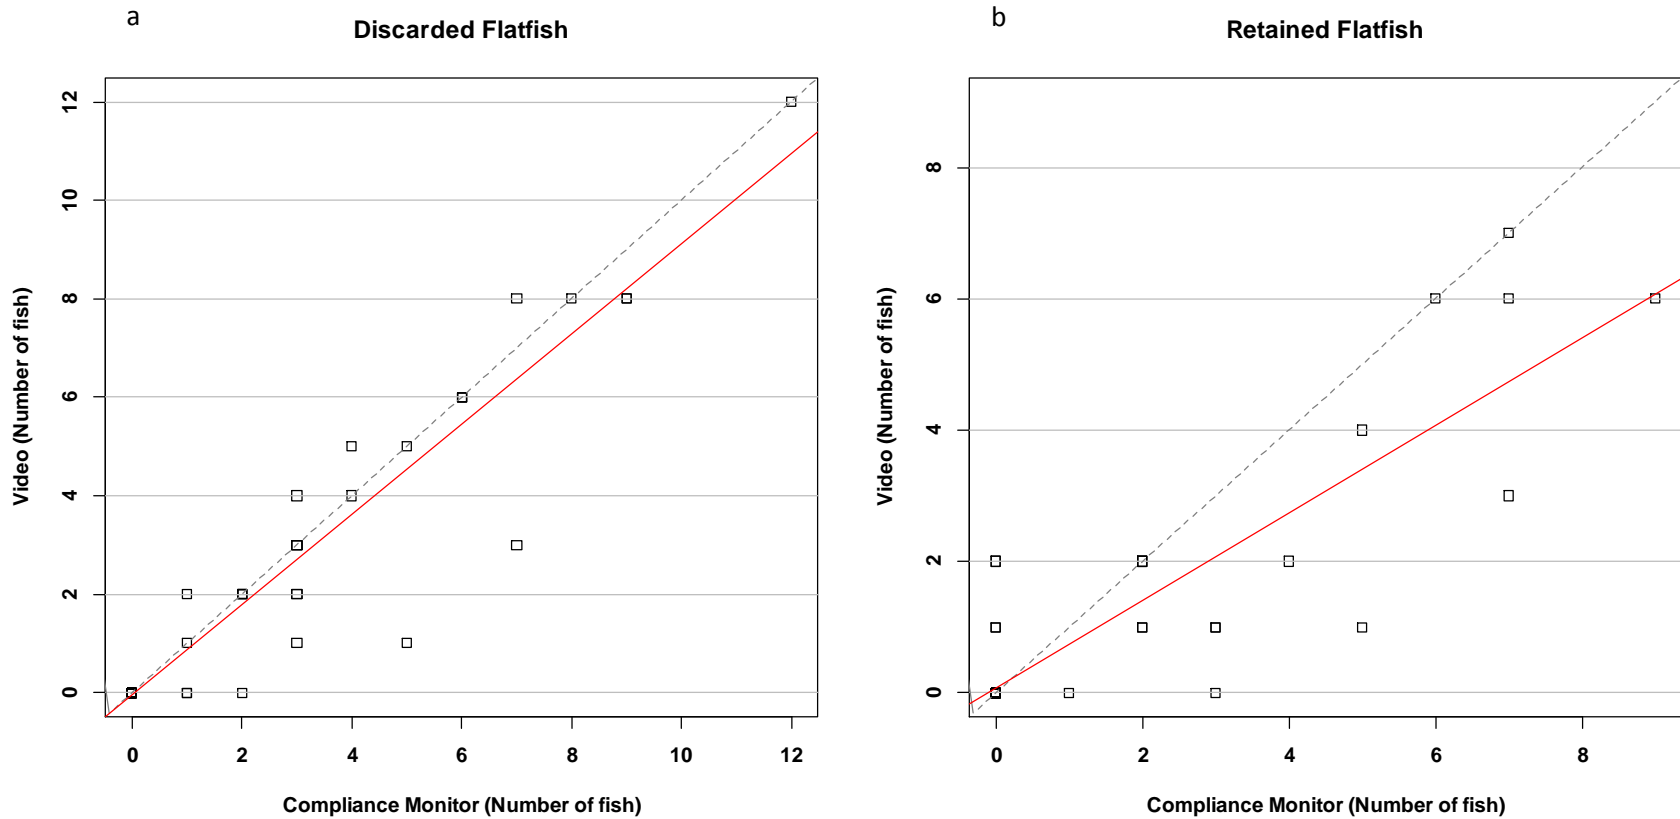 a
Discarded Flatfish
Video (Number of fish)
12
10
8
6
4
2
0
0 2 4 6 8 10 12
Compliance Monitor (Number of fish)
b
Retained Flatfish
Video (Number of fish)
8
6
4
2
0
0 2 4 6 8
Compliance Monitor (Number of fish)